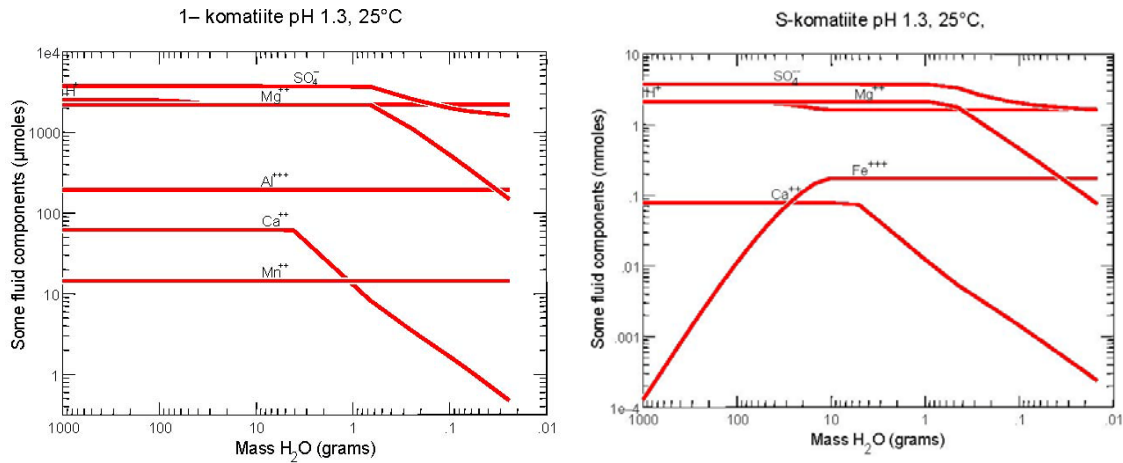 1– komatiite pH 1.3, 25°C
1e4
1000
100
10
1
Some fluid components (µmoles)
SO₄⁻⁻
H⁺
Mg⁺⁺
Al⁺⁺⁺
Ca⁺⁺
Mn⁺⁺
1000 100 10 1 .1 .01
Mass H₂O (grams)
S-komatiite pH 1.3, 25°C,
10
1
.1
.01
.001
1e–4
Some fluid components (mmoles)
SO₄⁻⁻
H⁺
Mg⁺⁺
Fe⁺⁺⁺
Ca⁺⁺
1000 100 10 1 .1 .01
Mass H₂O (grams)